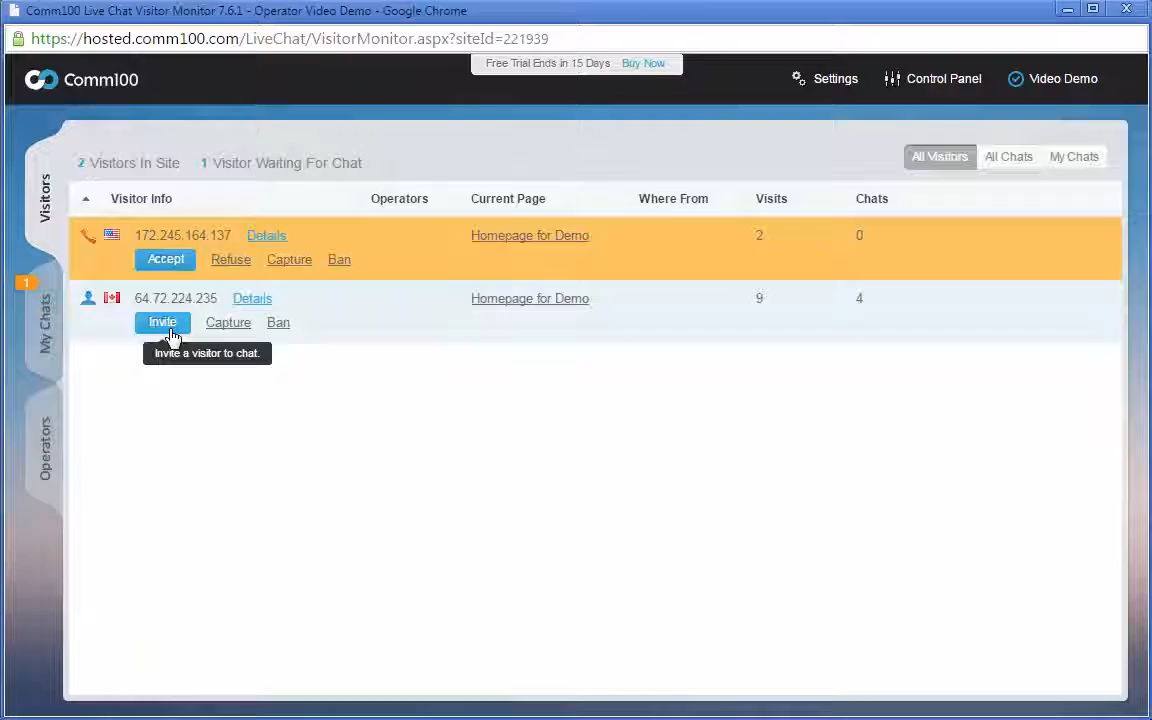 Comm100 Live Chat Visitor Monitor 7.6.1 - Operator Video Demo - Google Chrome
https://hosted.comm100.com/LiveChat/VisitorMonitor.aspx?siteId=221939
Free Trial Ends in 15 Days Buy Now
Comm100 Settings Control Panel Video Demo
2 Visitors In Site 1 Visitor Waiting For Chat All Visitors All Chats My Chats
Visitors
Visitor Info Operators Current Page Where From Visits Chats
172.245.164.137 Details Homepage for Demo 2 0
Accept Refuse Capture Ban
1
My Chats
64.72.224.235 Details Homepage for Demo 9 4
Invite Capture Ban
Invite a visitor to chat.
Operators